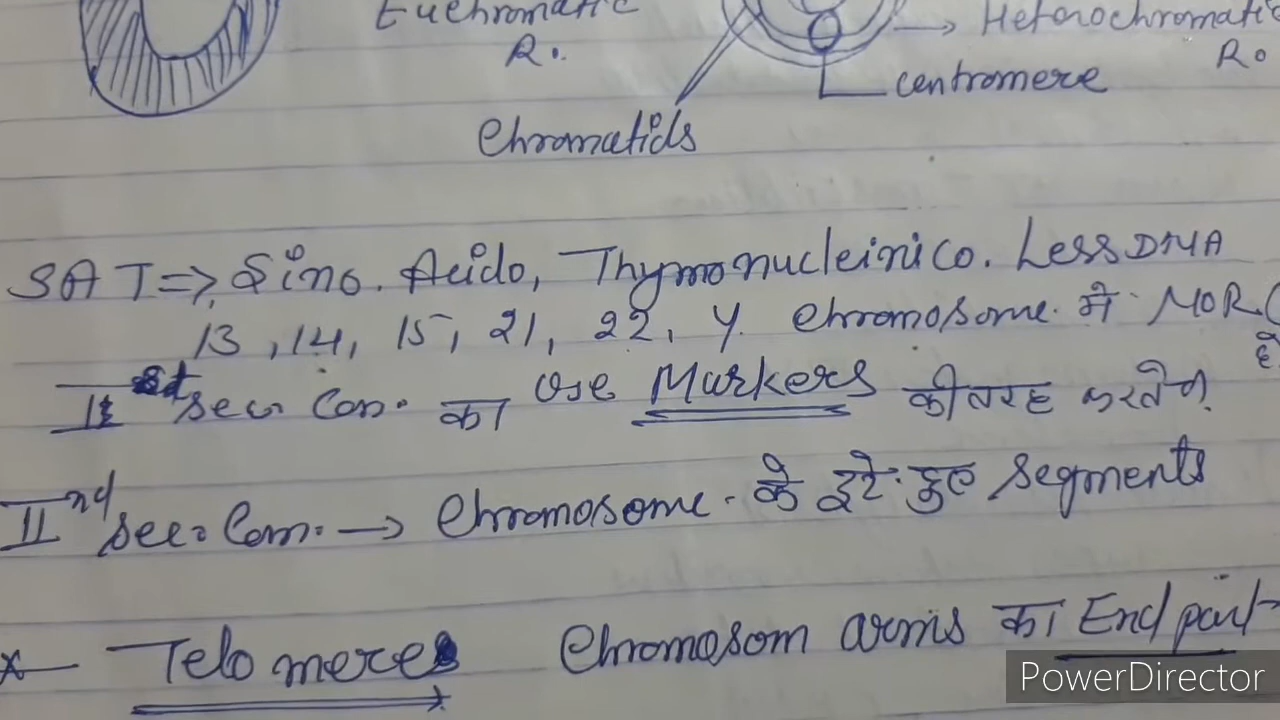 Euchromatic
R.
Heterochromatic
R.
centromere
Chromatids
SAT => Sine. Acido, Thymonucleinico. Less DNA
13, 14, 15, 21, 22, Y. chromosome. मे NOR (
है
sec. Con. का Use Markers की तरह करते है
IInd sec. Con. → Chromosome. के टुटे हुए segments
Telomeres Chromosom arms का End part
PowerDirector